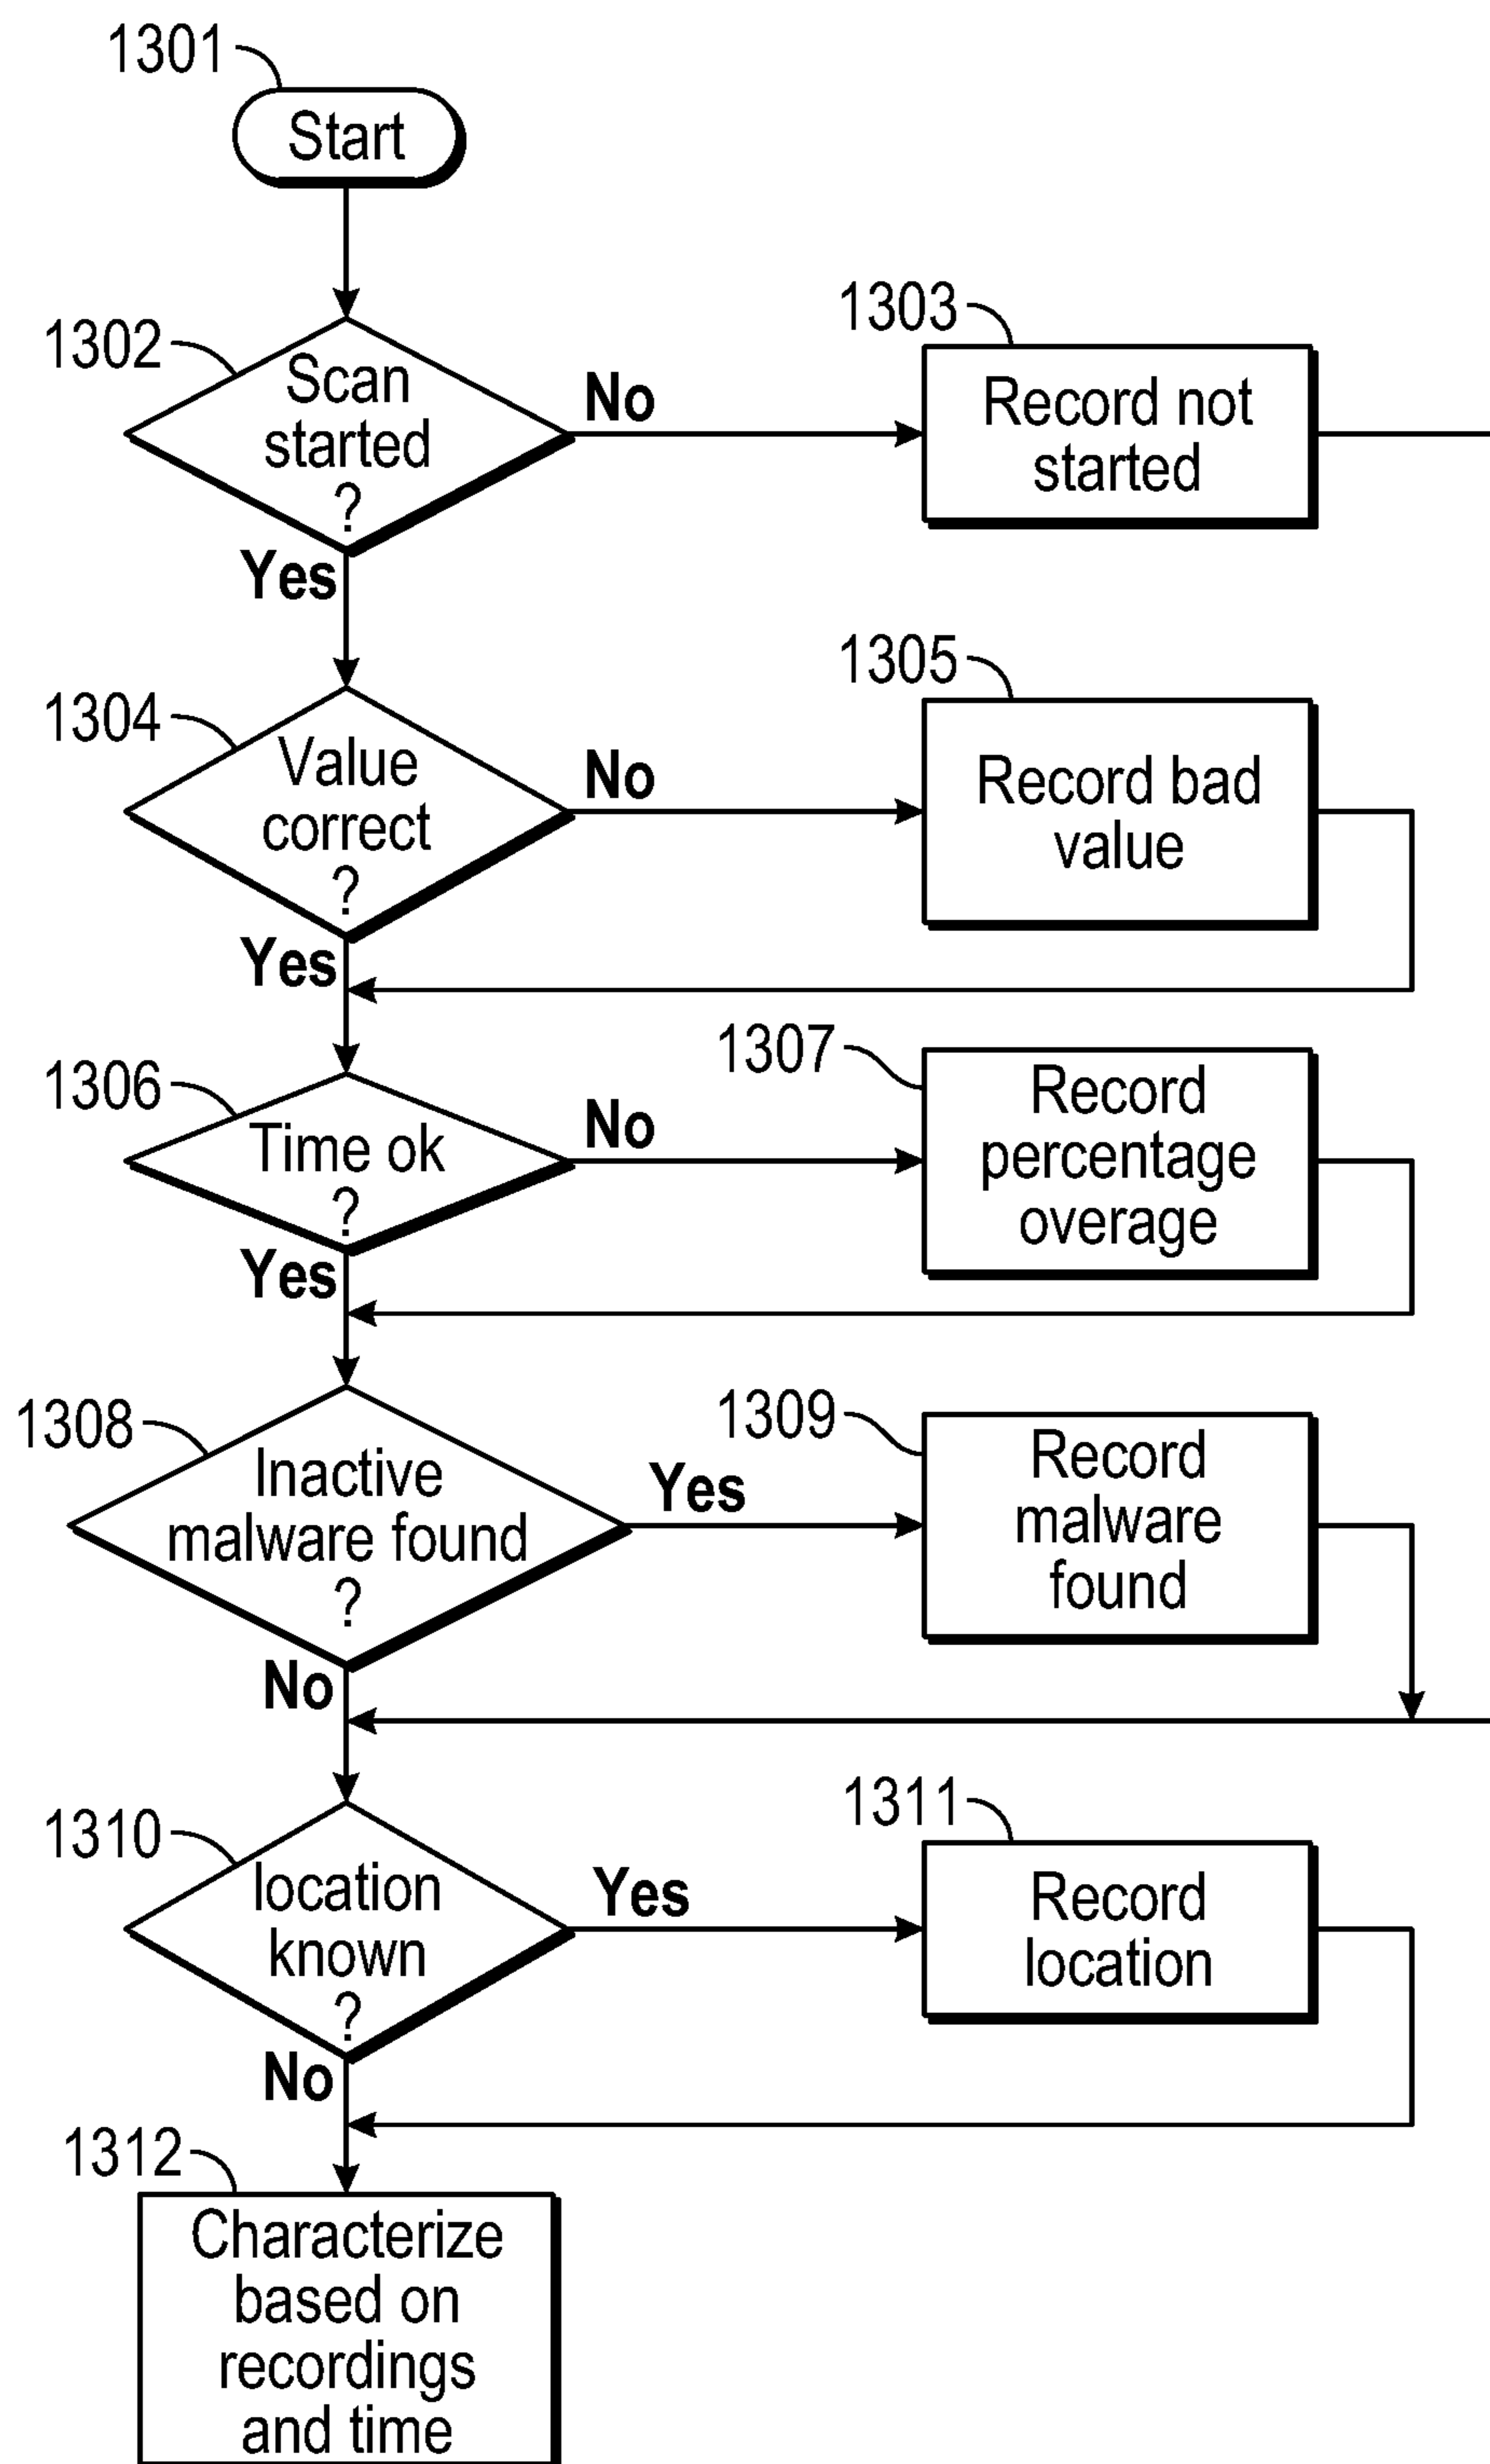 1301
Start
1302
Scan
started
?
No
Yes
1303
Record not
started
1304
Value
correct
?
No
Yes
1305
Record bad
value
1306
Time ok
?
No
Yes
1307
Record
percentage
overage
1308
Inactive
malware found
?
Yes
No
1309
Record
malware
found
1310
location
known
?
Yes
No
1311
Record
location
1312
Characterize
based on
recordings
and time